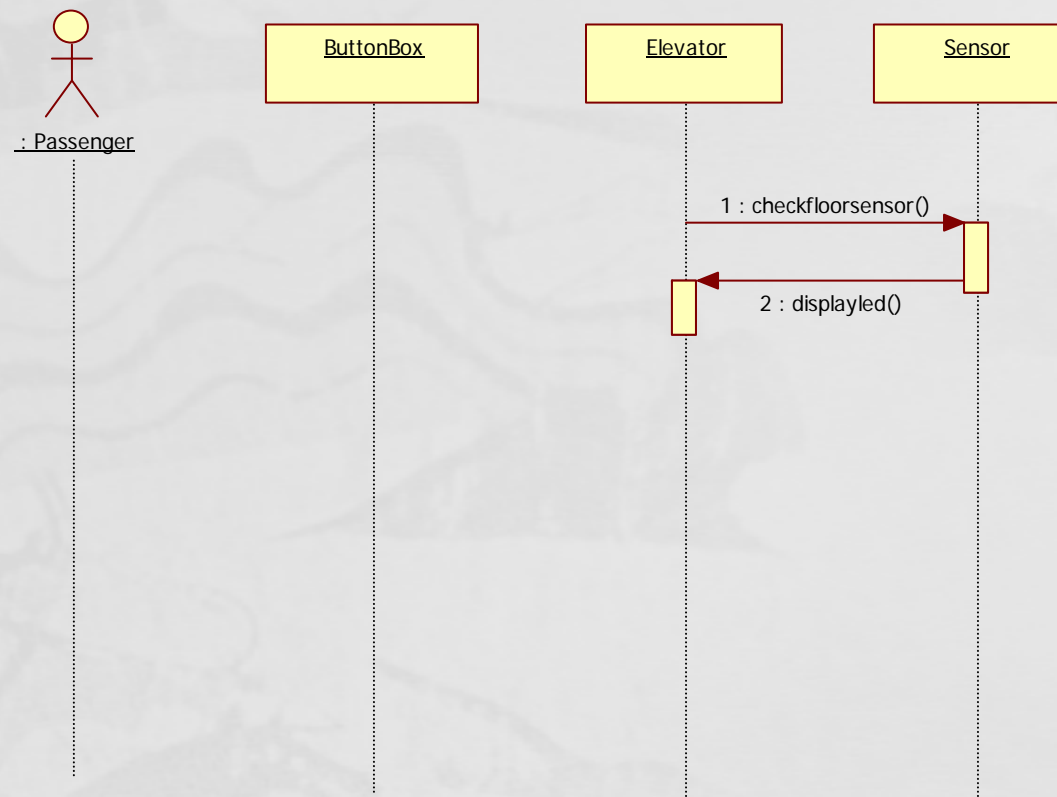 ButtonBox
Elevator
Sensor
: Passenger
1 : checkfloorsensor()
2 : displayled()